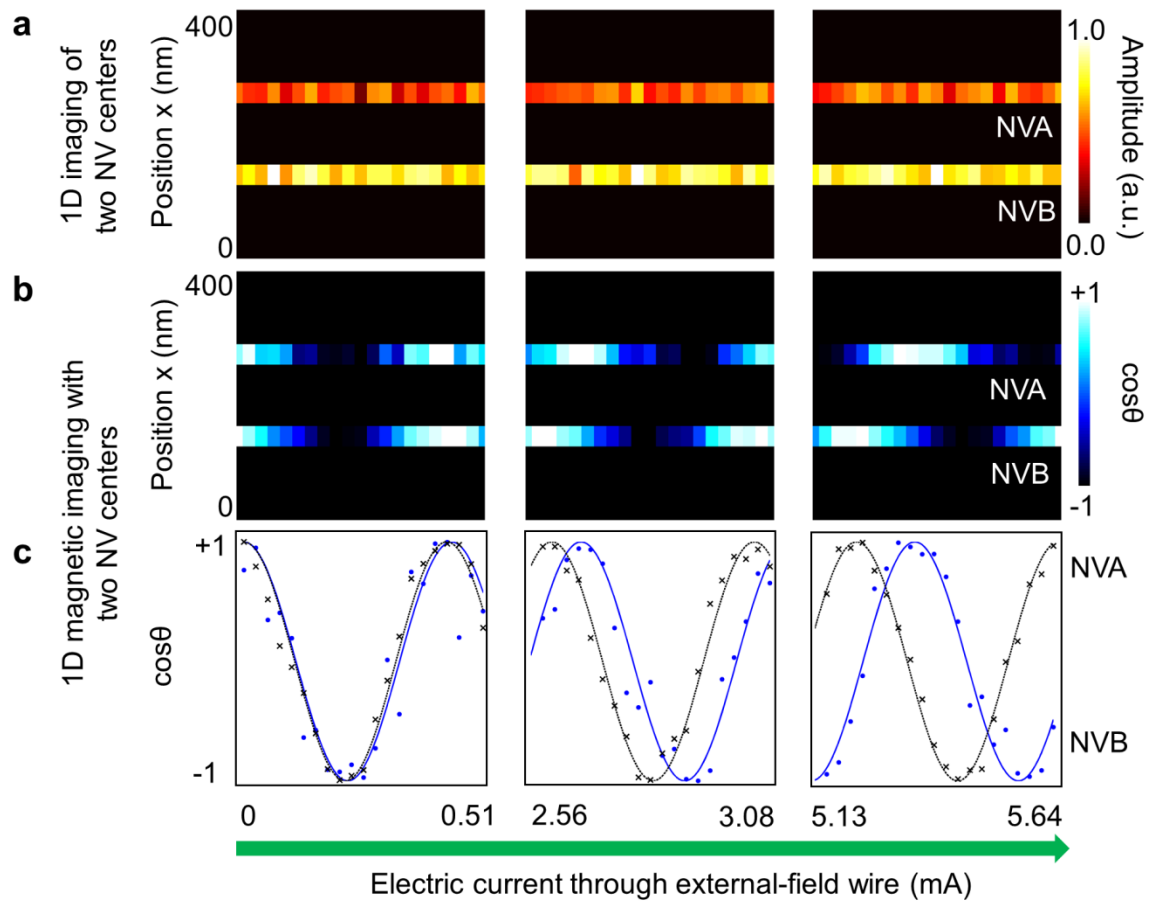 a
1D imaging of
two NV centers
Position x (nm)
400
0
NVA
NVB
1.0
0.0
Amplitude (a.u.)
b
1D magnetic imaging with
two NV centers
Position x (nm)
400
0
NVA
NVB
+1
-1
cosθ
c
cosθ
+1
-1
NVA
NVB
0
0.51
2.56
3.08
5.13
5.64
Electric current through external-field wire (mA)